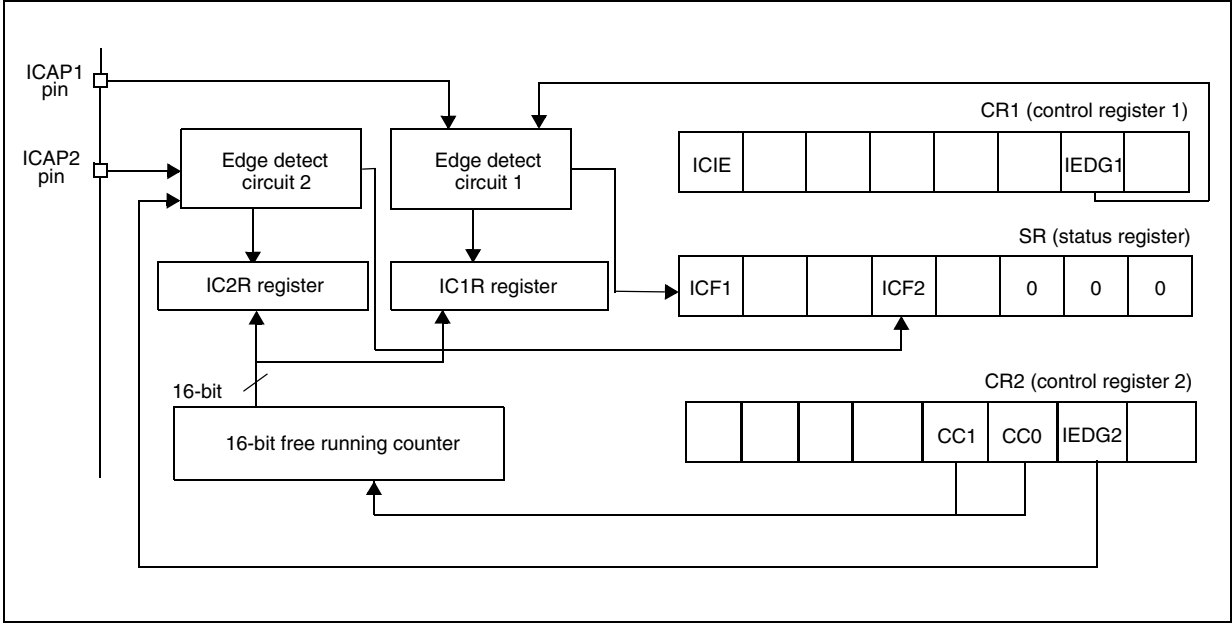 ICAP1
pin
ICAP2
pin
Edge detect
circuit 2
Edge detect
circuit 1
IC2R register
IC1R register
16-bit
16-bit free running counter
CR1 (control register 1)
ICIE
IEDG1
SR (status register)
ICF1
ICF2
0
0
0
CR2 (control register 2)
CC1
CC0
IEDG2